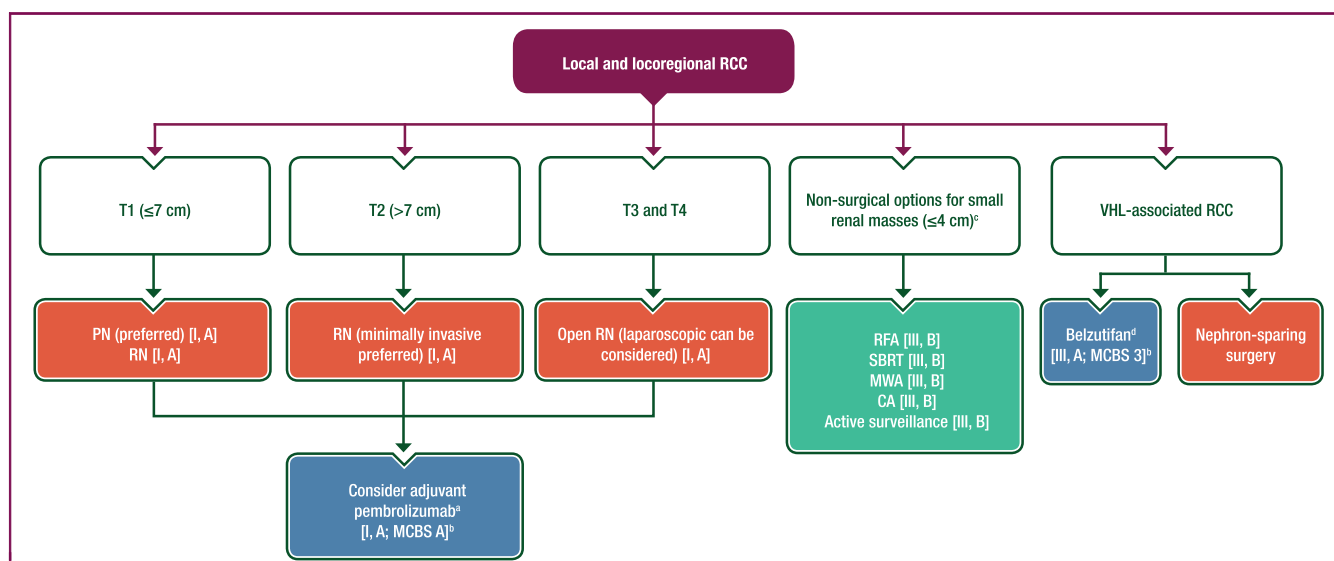 Local and locoregional RCC
T1 (≤7 cm)
T2 (>7 cm)
T3 and T4
Non-surgical options for small
renal masses (≤4 cm)ᶜ
VHL-associated RCC
PN (preferred) [I, A]
RN [I, A]
RN (minimally invasive
preferred) [I, A]
Open RN (laparoscopic can be
considered) [I, A]
RFA [III, B]
SBRT [III, B]
MWA [III, B]
CA [III, B]
Active surveillance [III, B]
Belzutifanᵈ
[III, A; MCBS 3]ᵇ
Nephron-sparing
surgery
Consider adjuvant
pembrolizumabᵃ
[I, A; MCBS A]ᵇ